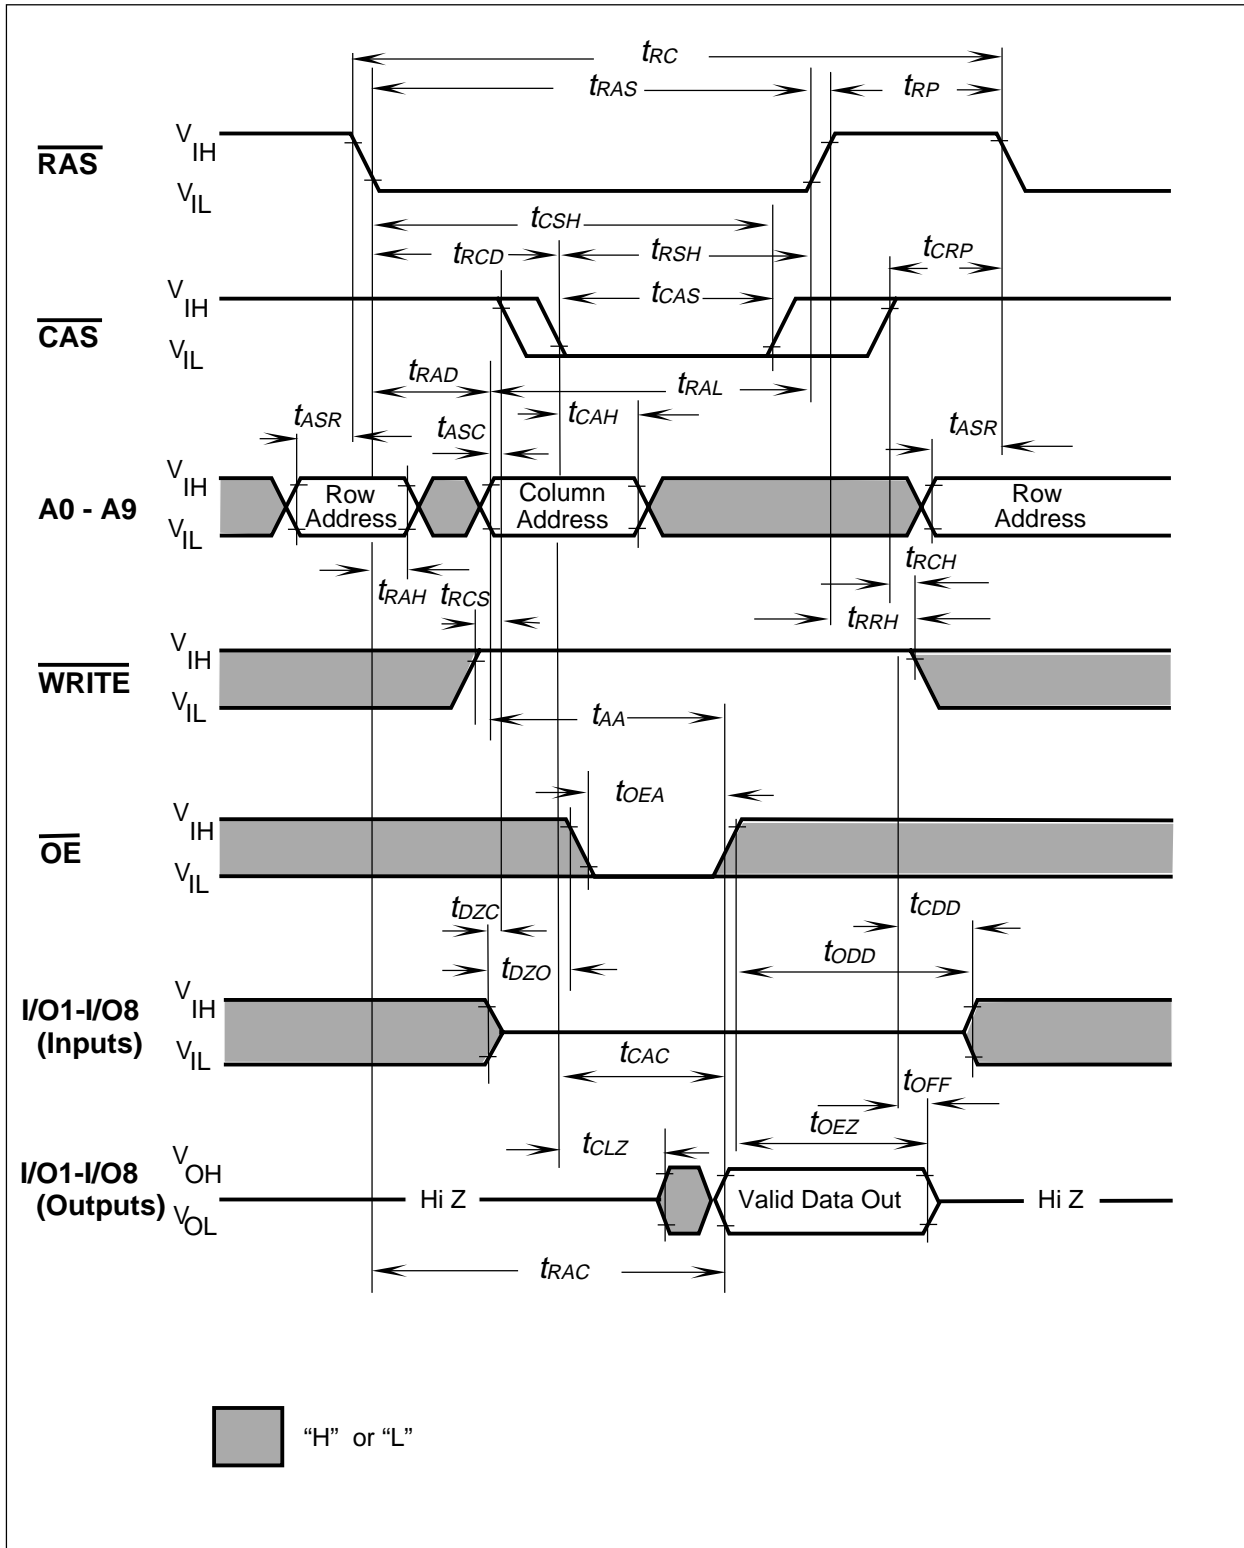 tRC
tRAS
tRP
RAS
VIH
VIL
tCSH
tRCD
tRSH
tCRP
CAS
VIH
VIL
tCAS
tRAD
tRAL
tASR
tASC
tCAH
tASR
A0 - A9
VIH
VIL
Row
Address
Column
Address
Row
Address
tRAH
tRCS
tRCH
tRRH
WRITE
VIH
VIL
tAA
tOEA
OE
VIH
VIL
tDZC
tCDD
tDZO
tODD
I/O1-I/O8
(Inputs)
VIH
VIL
tCAC
tOFF
tOEZ
tCLZ
I/O1-I/O8
(Outputs)
VOH
VOL
Hi Z
Valid Data Out
Hi Z
tRAC
“H” or “L”